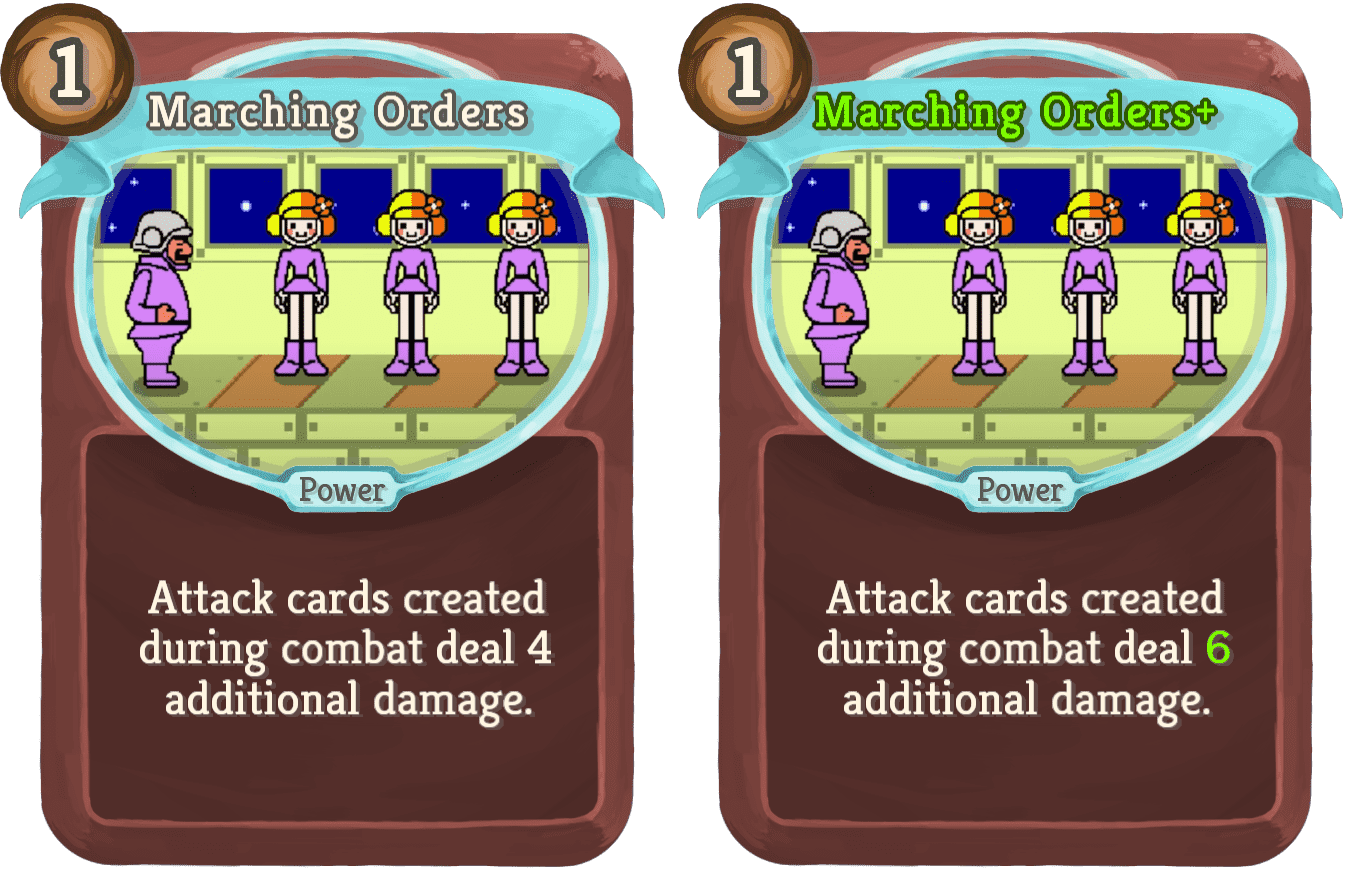 1
Marching Orders
Power
Attack cards created
during combat deal 4
additional damage.
1
Marching Orders+
Power
Attack cards created
during combat deal 6
additional damage.